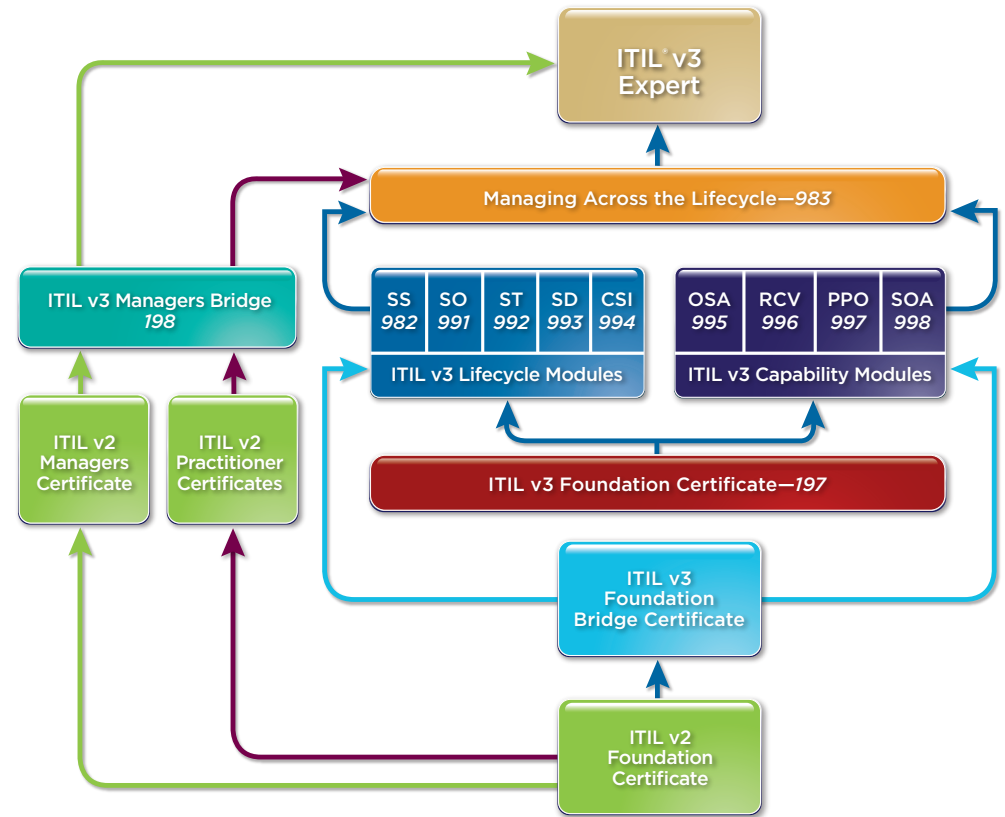 ITIL® v3
Expert
Managing Across the Lifecycle—983
ITIL v3 Managers Bridge
198
SS
982
SO
991
ST
992
SD
993
CSI
994
ITIL v3 Lifecycle Modules
OSA
995
RCV
996
PPO
997
SOA
998
ITIL v3 Capability Modules
ITIL v2
Managers
Certificate
ITIL v2
Practitioner
Certificates
ITIL v3 Foundation Certificate—197
ITIL v3
Foundation
Bridge Certificate
ITIL v2
Foundation
Certificate